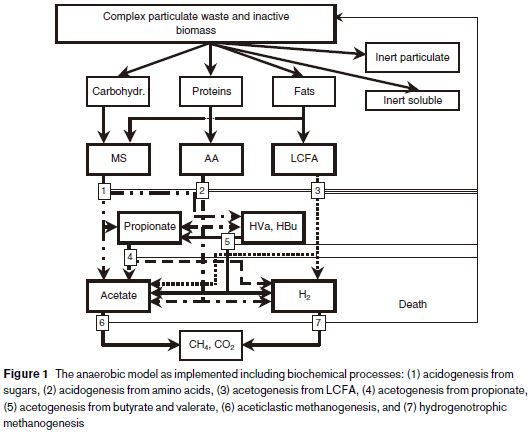 Complex particulate waste and inactive
biomass
Inert particulate
Carbohydr.
Proteins
Fats
Inert soluble
MS
AA
LCFA
1
2
3
Propionate
HVa, HBu
5
4
Acetate
H2
Death
6
7
CH4, CO2
Figure 1 The anaerobic model as implemented including biochemical processes: (1) acidogenesis from
sugars, (2) acidogenesis from amino acids, (3) acetogenesis from LCFA, (4) acetogenesis from propionate,
(5) acetogenesis from butyrate and valerate, (6) aceticlastic methanogenesis, and (7) hydrogenotrophic
methanogenesis